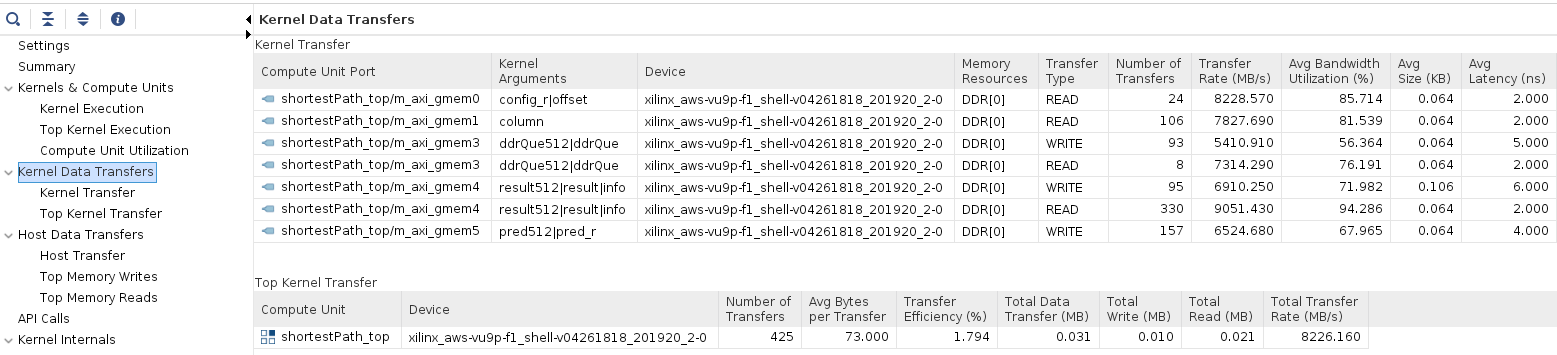 Kernel Data Transfers
Settings
Summary
Kernels & Compute Units
Kernel Execution
Top Kernel Execution
Compute Unit Utilization
Kernel Data Transfers
Kernel Transfer
Top Kernel Transfer
Host Data Transfers
Host Transfer
Top Memory Writes
Top Memory Reads
API Calls
Kernel Internals
Kernel Transfer
Compute Unit Port Kernel Arguments Device Memory Resources Transfer Type Number of Transfers Transfer Rate (MB/s) Avg Bandwidth Utilization (%) Avg Size (KB) Avg Latency (ns)
shortestPath_top/m_axi_gmem0 config_r|offset xilinx_aws-vu9p-f1_shell-v04261818_201920_2-0 DDR[0] READ 24 8228.570 85.714 0.064 2.000
shortestPath_top/m_axi_gmem1 column xilinx_aws-vu9p-f1_shell-v04261818_201920_2-0 DDR[0] READ 106 7827.690 81.539 0.064 2.000
shortestPath_top/m_axi_gmem3 ddrQue512|ddrQue xilinx_aws-vu9p-f1_shell-v04261818_201920_2-0 DDR[0] WRITE 93 5410.910 56.364 0.064 5.000
shortestPath_top/m_axi_gmem3 ddrQue512|ddrQue xilinx_aws-vu9p-f1_shell-v04261818_201920_2-0 DDR[0] READ 8 7314.290 76.191 0.064 2.000
shortestPath_top/m_axi_gmem4 result512|result|info xilinx_aws-vu9p-f1_shell-v04261818_201920_2-0 DDR[0] WRITE 95 6910.250 71.982 0.106 6.000
shortestPath_top/m_axi_gmem4 result512|result|info xilinx_aws-vu9p-f1_shell-v04261818_201920_2-0 DDR[0] READ 330 9051.430 94.286 0.064 2.000
shortestPath_top/m_axi_gmem5 pred512|pred_r xilinx_aws-vu9p-f1_shell-v04261818_201920_2-0 DDR[0] WRITE 157 6524.680 67.965 0.064 4.000
Top Kernel Transfer
Compute Unit Device Number of Transfers Avg Bytes per Transfer Transfer Efficiency (%) Total Data Transfer (MB) Total Write (MB) Total Read (MB) Total Transfer Rate (MB/s)
shortestPath_top xilinx_aws-vu9p-f1_shell-v04261818_201920_2-0 425 73.000 1.794 0.031 0.010 0.021 8226.160